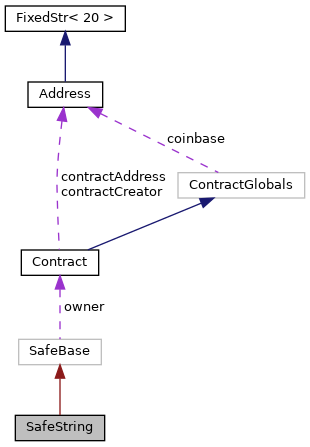 FixedStr< 20 >
Address
coinbase
contractAddress
contractCreator
ContractGlobals
Contract
owner
SafeBase
SafeString